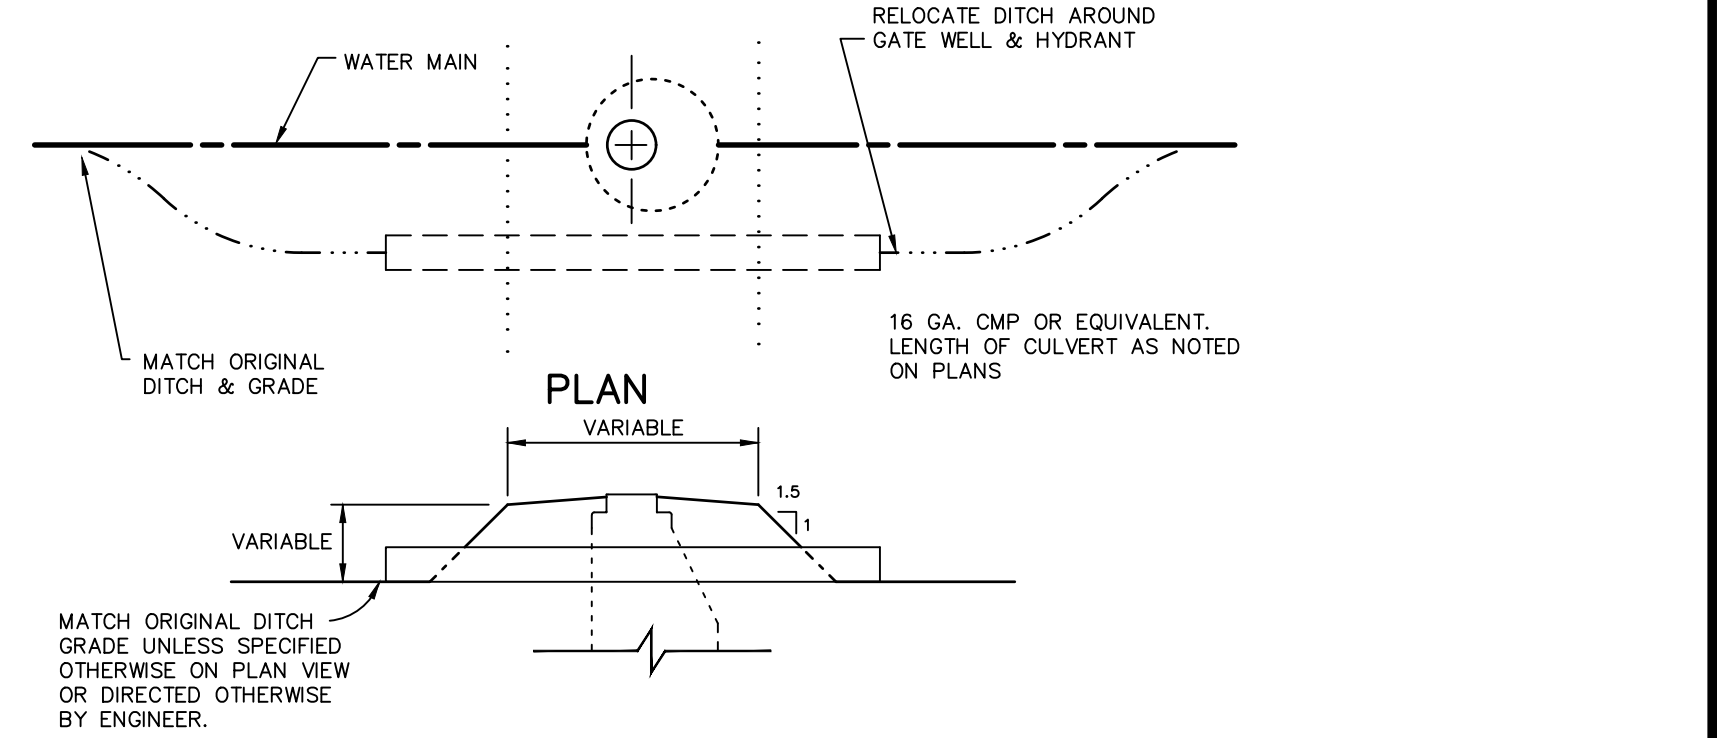 RELOCATE DITCH AROUND
GATE WELL & HYDRANT
WATER MAIN
16 GA. CMP OR EQUIVALENT.
LENGTH OF CULVERT AS NOTED
ON PLANS
MATCH ORIGINAL
DITCH & GRADE
PLAN
VARIABLE
1.5
1
VARIABLE
MATCH ORIGINAL DITCH
GRADE UNLESS SPECIFIED
OTHERWISE ON PLAN VIEW
OR DIRECTED OTHERWISE
BY ENGINEER.